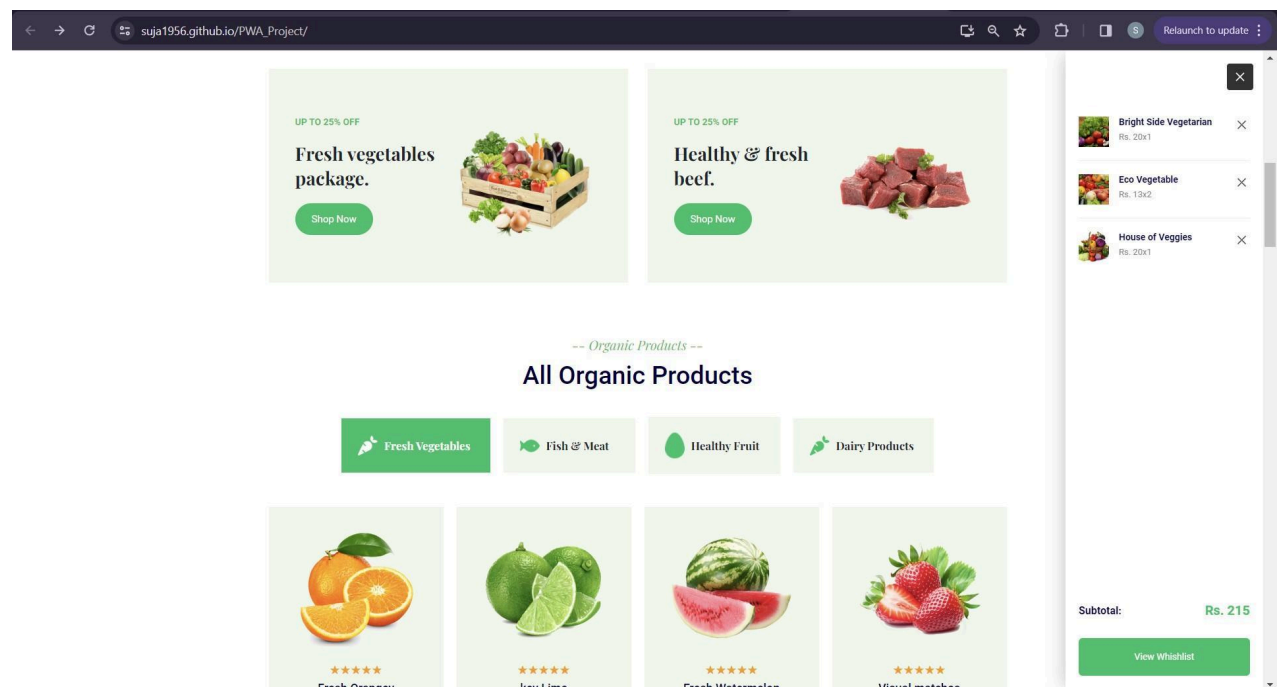 suja1956.github.io/PWA_Project/
S
Relaunch to update
UP TO 25% OFF
Fresh vegetables
package.
Shop Now
UP TO 25% OFF
Healthy & fresh
beef.
Shop Now
-- Organic Products --
All Organic Products
Fresh Vegetables
Fish & Meat
Healthy Fruit
Dairy Products
Bright Side Vegetarian
Rs. 20x1
Eco Vegetable
Rs. 13x2
House of Veggies
Rs. 20x1
Subtotal:
Rs. 215
View Whishlist